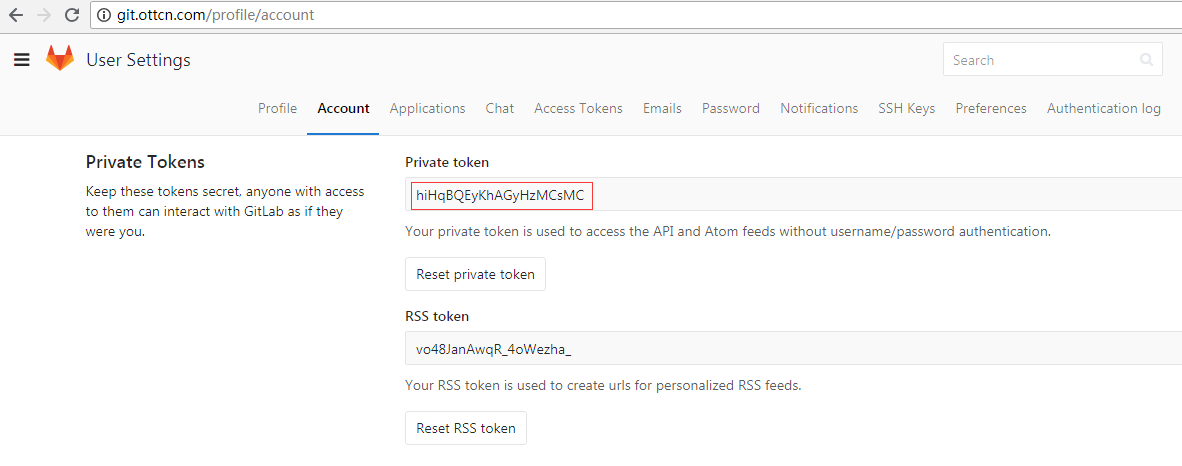 git.ottcn.com/profile/account
User Settings
Search
Profile Account Applications Chat Access Tokens Emails Password Notifications SSH Keys Preferences Authentication log
Private Tokens
Keep these tokens secret, anyone with access
to them can interact with GitLab as if they
were you.
Private token
hiHqBQEyKhAGyHzMCsMC
Your private token is used to access the API and Atom feeds without username/password authentication.
Reset private token
RSS token
vo48JanAwqR_4oWezha_
Your RSS token is used to create urls for personalized RSS feeds.
Reset RSS token